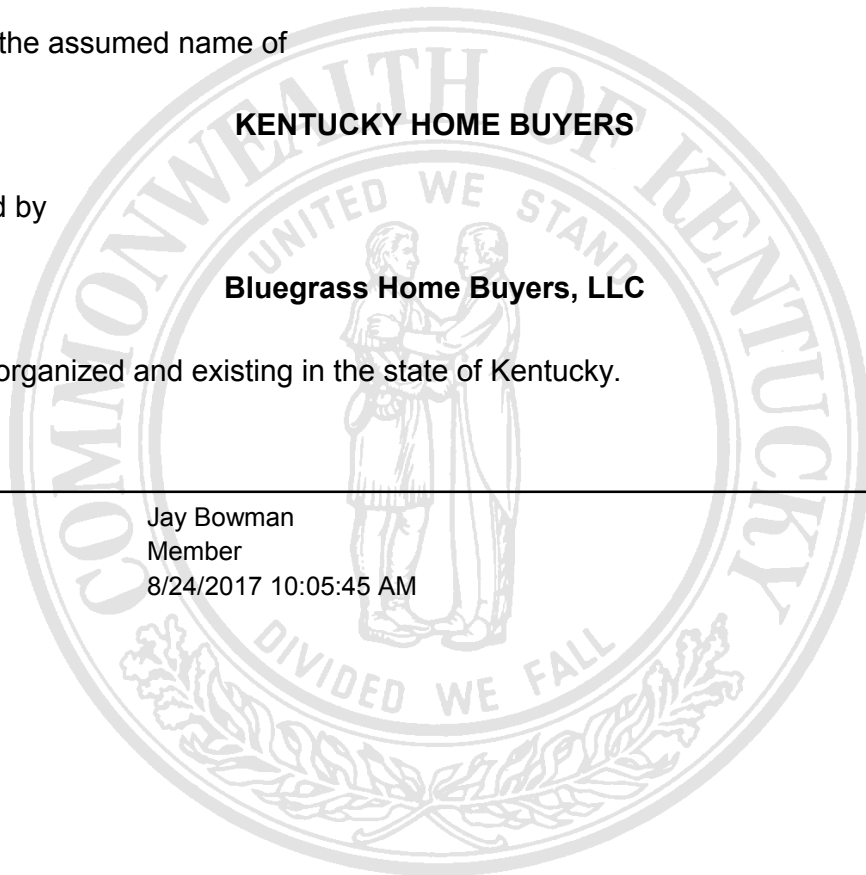 the assumed name of
KENTUCKY HOME BUYERS
d by
Bluegrass Home Buyers, LLC
organized and existing in the state of Kentucky.
Jay Bowman
Member
8/24/2017 10:05:45 AM
COMMONWEALTH OF KENTUCKY
UNITED WE STAND
DIVIDED WE FALL